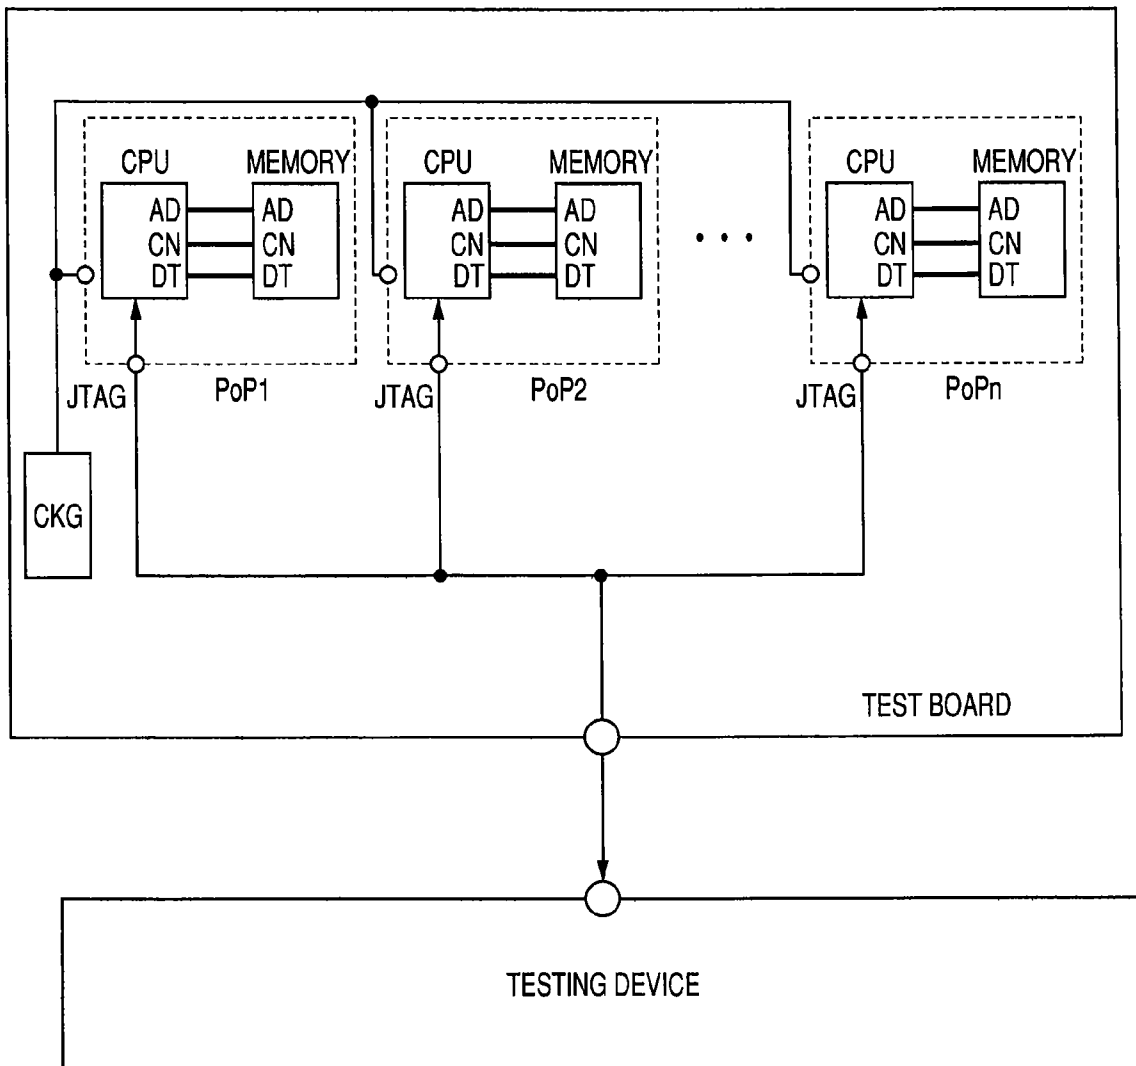 CPU MEMORY CPU MEMORY CPU MEMORY
AD AD AD AD AD AD
CN CN CN CN CN CN
DT DT DT DT DT DT
JTAG PoP1 JTAG PoP2 JTAG PoPn
CKG
TEST BOARD
TESTING DEVICE